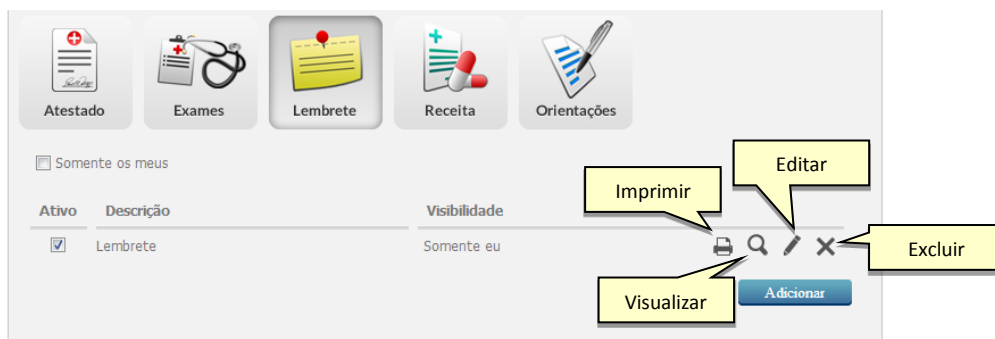 Atestado
Exames
Lembrete
Receita
Orientações
Somente os meus
Editar
Imprimir
Ativo Descrição Visibilidade
Lembrete Somente eu
Excluir
Visualizar
Adicionar